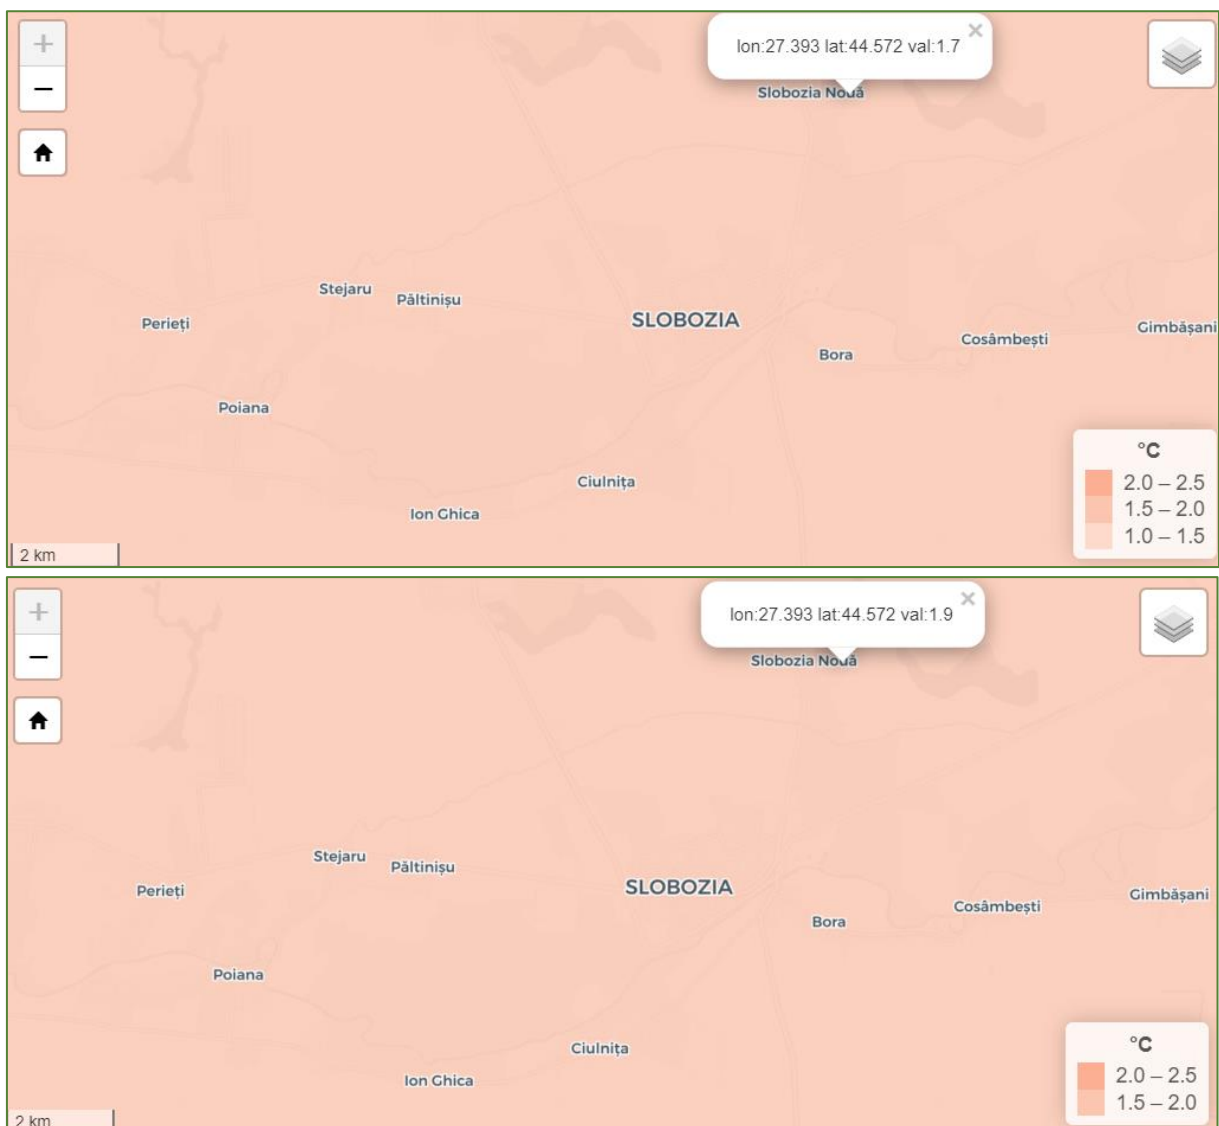 +
lon:27.393 lat:44.572 val:1.7 ×
−
Slobozia Nouă
Stejaru
Păltinișu
Perieți
SLOBOZIA
Gimbășani
Cosâmbești
Bora
Poiana
Ciulnița
Ion Ghica
°C
2.0 – 2.5
1.5 – 2.0
1.0 – 1.5
2 km
+
lon:27.393 lat:44.572 val:1.9 ×
−
Slobozia Nouă
Stejaru
Păltinișu
Perieți
SLOBOZIA
Gimbășani
Cosâmbești
Bora
Poiana
Ciulnița
Ion Ghica
°C
2.0 – 2.5
1.5 – 2.0
2 km